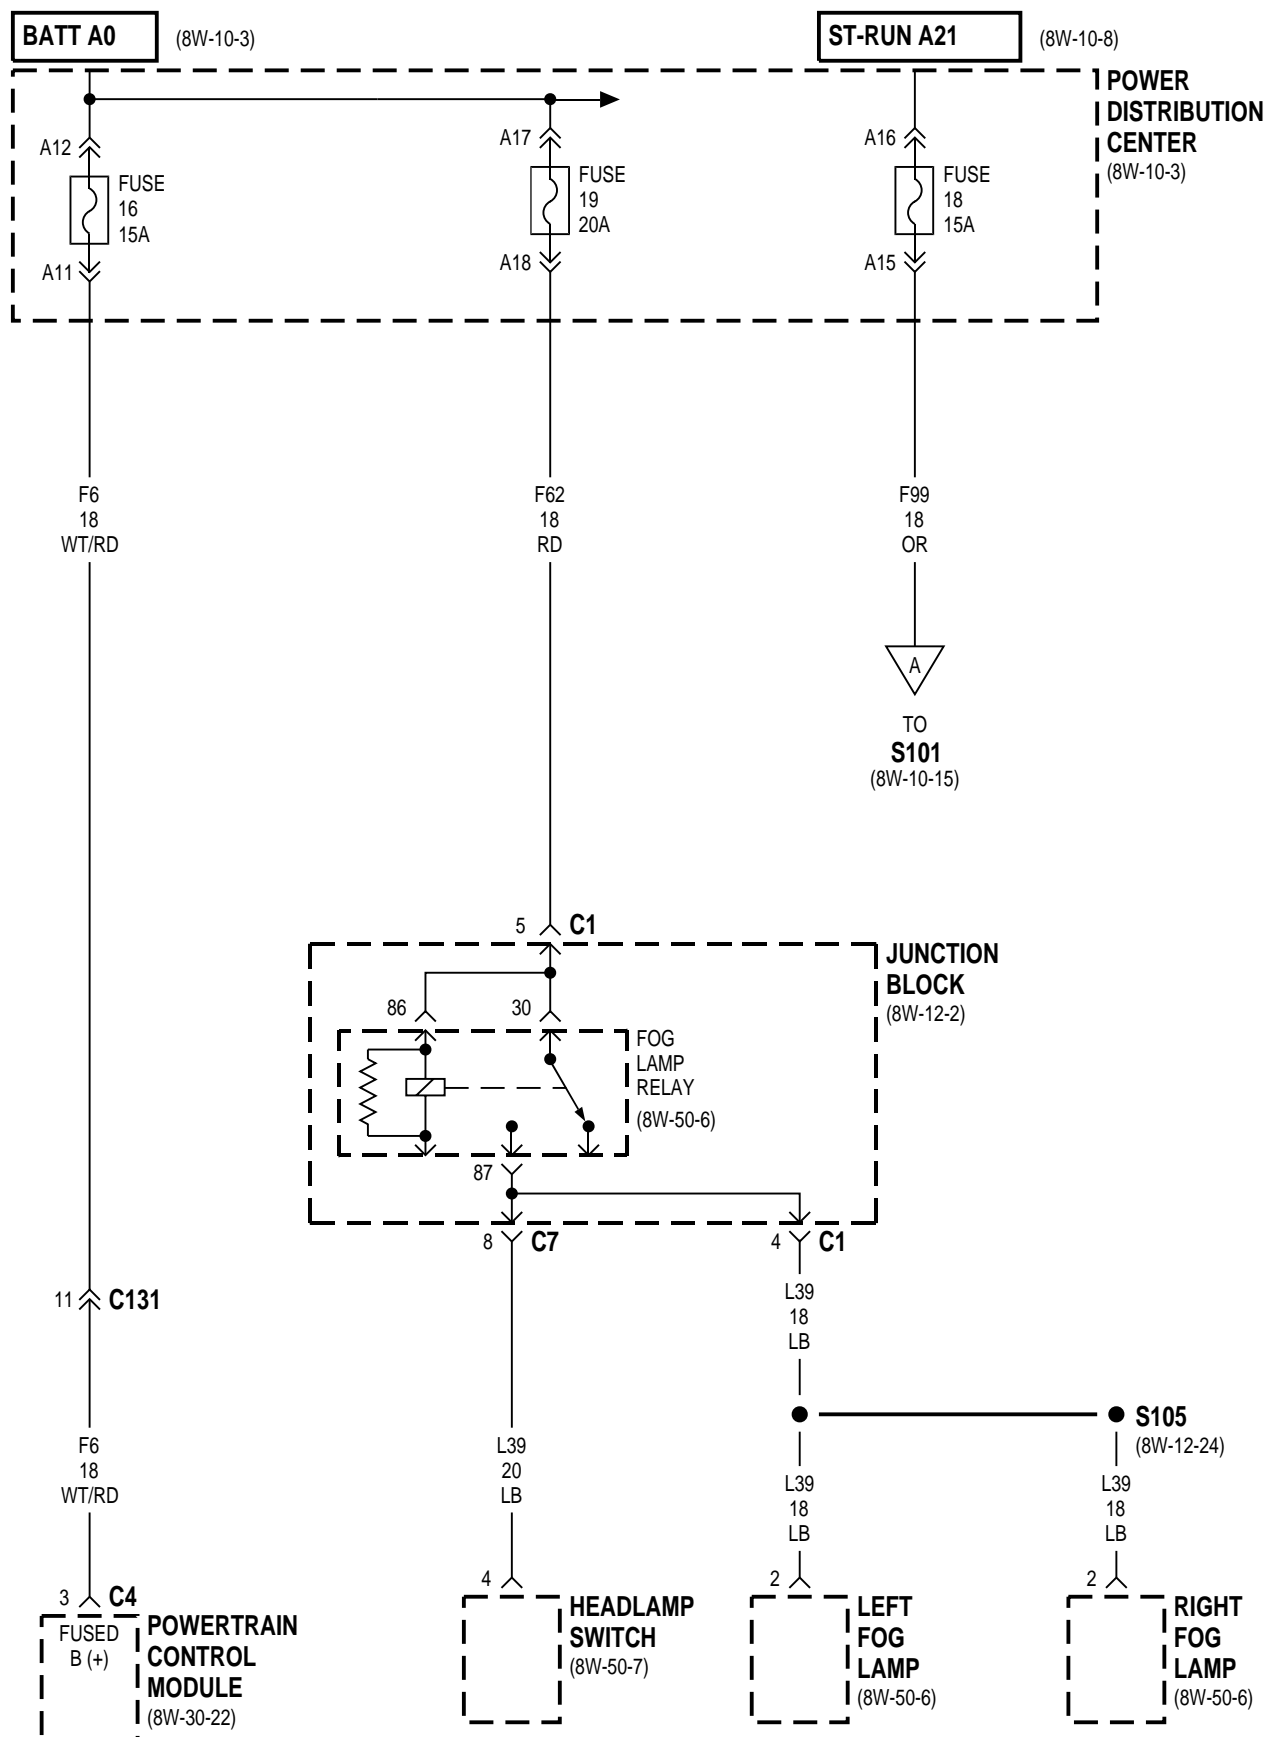 BATT A0
(8W-10-3)
ST-RUN A21
(8W-10-8)
POWER
DISTRIBUTION
CENTER
(8W-10-3)
A12
FUSE
16
15A
A11
A17
FUSE
19
20A
A18
A16
FUSE
18
15A
A15
F6
18
WT/RD
F62
18
RD
F99
18
OR
A
TO
S101
(8W-10-15)
5
C1
JUNCTION
BLOCK
(8W-12-2)
86
30
FOG
LAMP
RELAY
(8W-50-6)
87
8
C7
4
C1
11
C131
L39
18
LB
S105
(8W-12-24)
F6
18
WT/RD
L39
20
LB
L39
18
LB
L39
18
LB
3
C4
FUSED
B (+)
POWERTRAIN
CONTROL
MODULE
(8W-30-22)
4
HEADLAMP
SWITCH
(8W-50-7)
2
LEFT
FOG
LAMP
(8W-50-6)
2
RIGHT
FOG
LAMP
(8W-50-6)